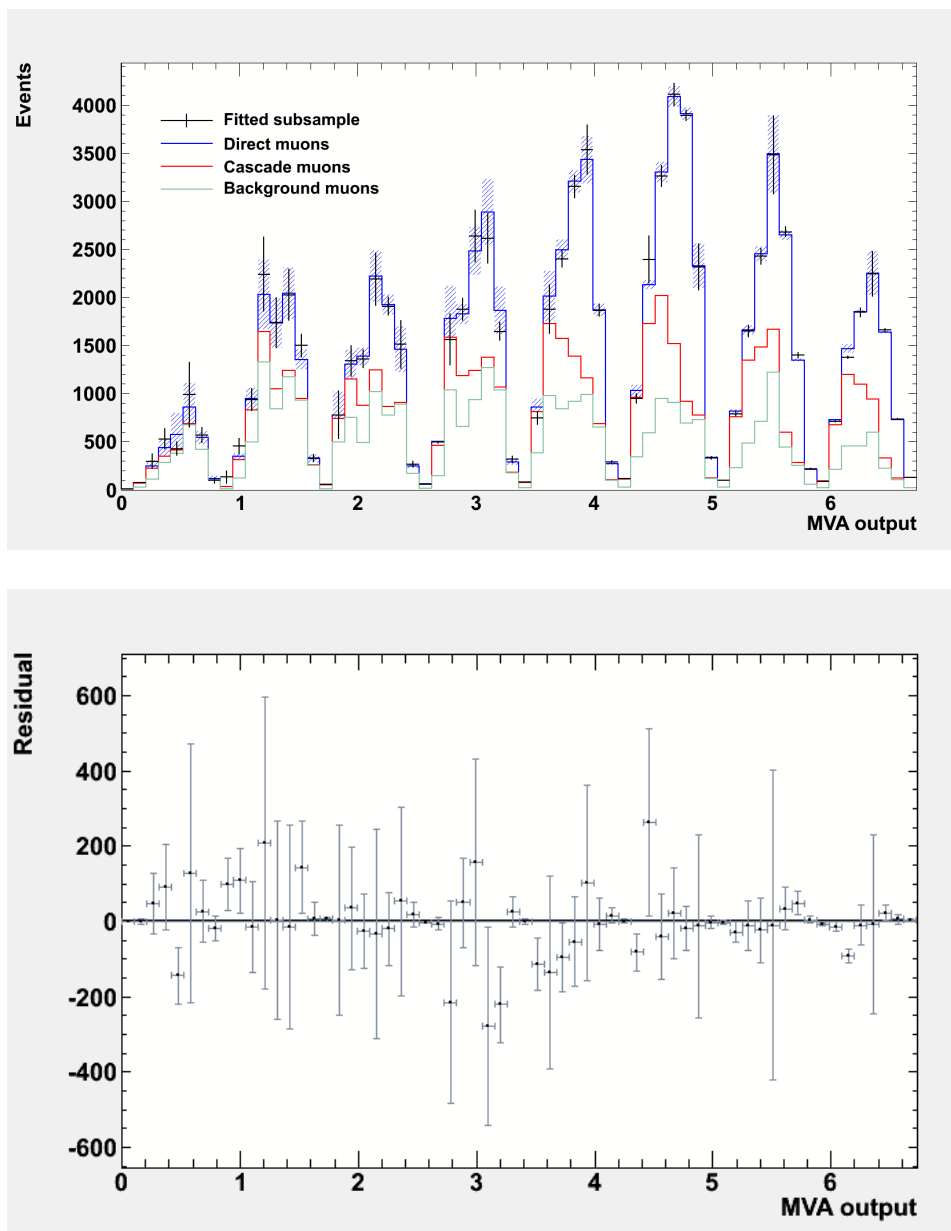 Events
4000
3500
3000
2500
2000
1500
1000
500
0
Fitted subsample
Direct muons
Cascade muons
Background muons
0 1 2 3 4 5 6
MVA output
Residual
600
400
200
0
-200
-400
-600
0 1 2 3 4 5 6
MVA output